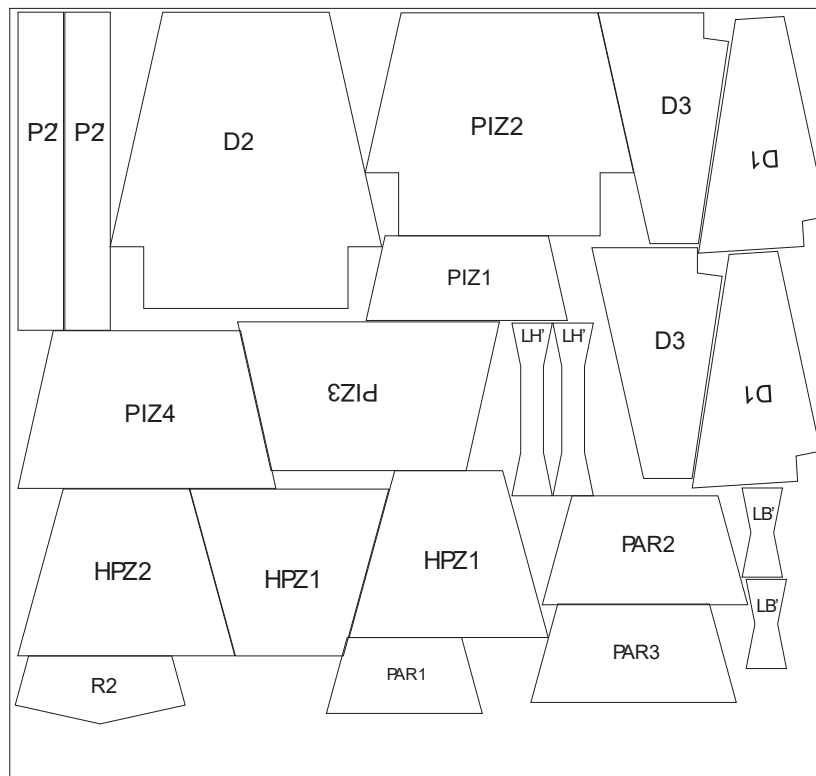 P2'
P2'
D2
PIZ2
D3
D1
PIZ1
LH'
LH'
D3
D1
PIZ4
PIZ3
HPZ2
HPZ1
HPZ1
PAR2
LB'
LB'
R2
PAR1
PAR3